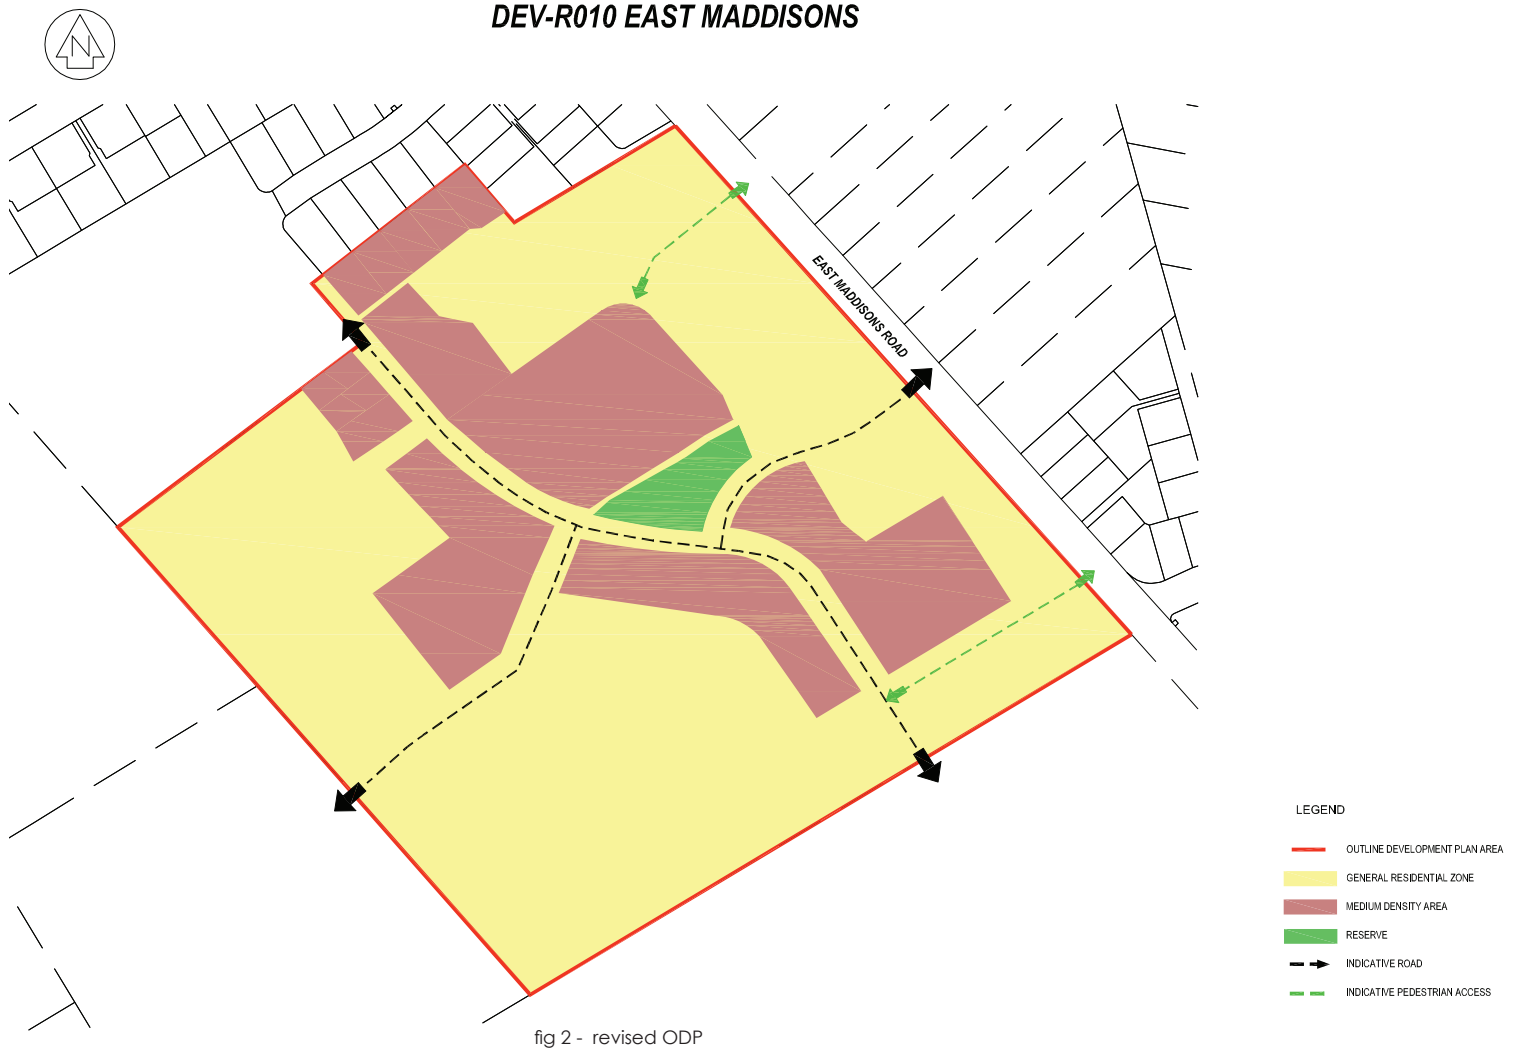 DEV-R010 EAST MADDISONS
N
EAST MADDISONS ROAD
LEGEND
OUTLINE DEVELOPMENT PLAN AREA
GENERAL RESIDENTIAL ZONE
MEDIUM DENSITY AREA
RESERVE
INDICATIVE ROAD
INDICATIVE PEDESTRIAN ACCESS
fig 2 - revised ODP